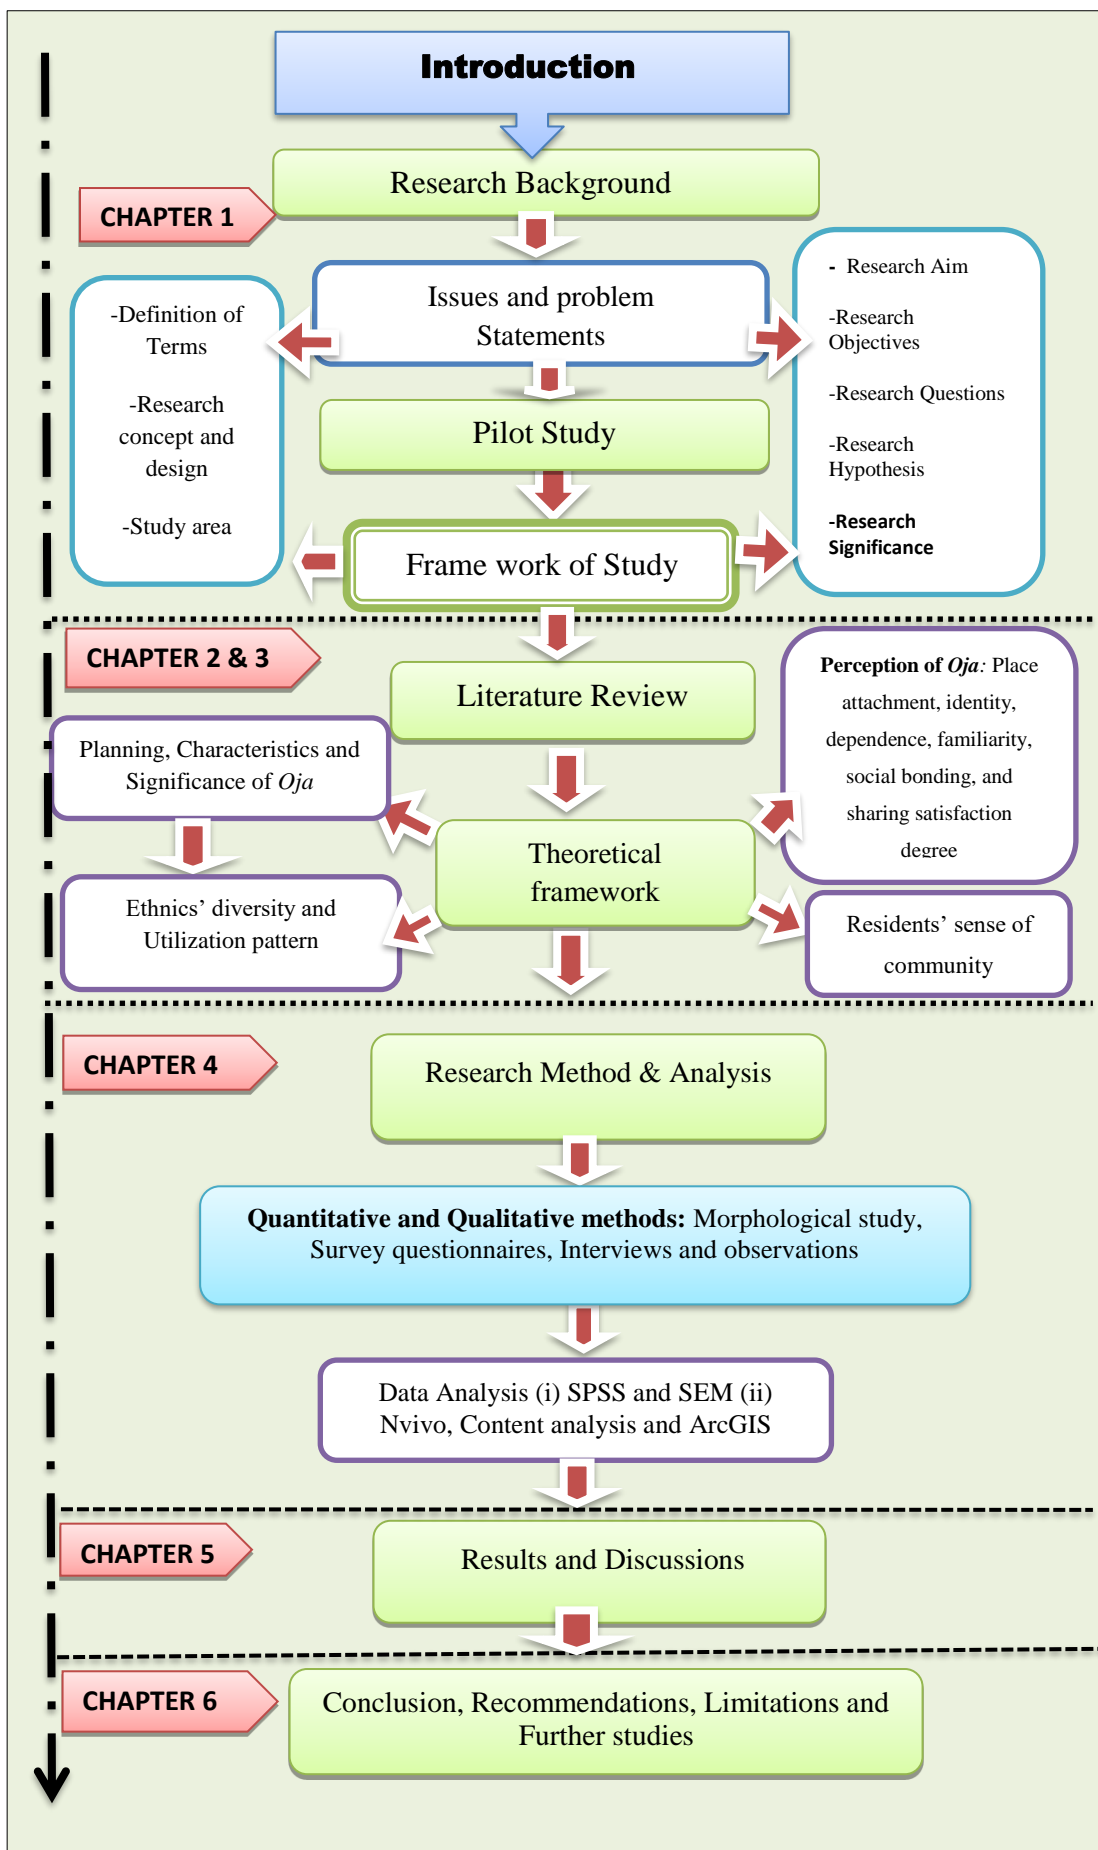 Introduction
Research Background
CHAPTER 1
Issues and problem
Statements
-Definition of
Terms
-Research
concept and
design
-Study area
- Research Aim
-Research
Objectives
-Research Questions
-Research
Hypothesis
-Research
Significance
Pilot Study
Frame work of Study
CHAPTER 2 & 3
Literature Review
Perception of Oja: Place
attachment, identity,
dependence, familiarity,
social bonding, and
sharing satisfaction
degree
Planning, Characteristics and
Significance of Oja
Theoretical
framework
Ethnics’ diversity and
Utilization pattern
Residents’ sense of
community
CHAPTER 4
Research Method & Analysis
Quantitative and Qualitative methods: Morphological study,
Survey questionnaires, Interviews and observations
Data Analysis (i) SPSS and SEM (ii)
Nvivo, Content analysis and ArcGIS
CHAPTER 5
Results and Discussions
CHAPTER 6
Conclusion, Recommendations, Limitations and
Further studies